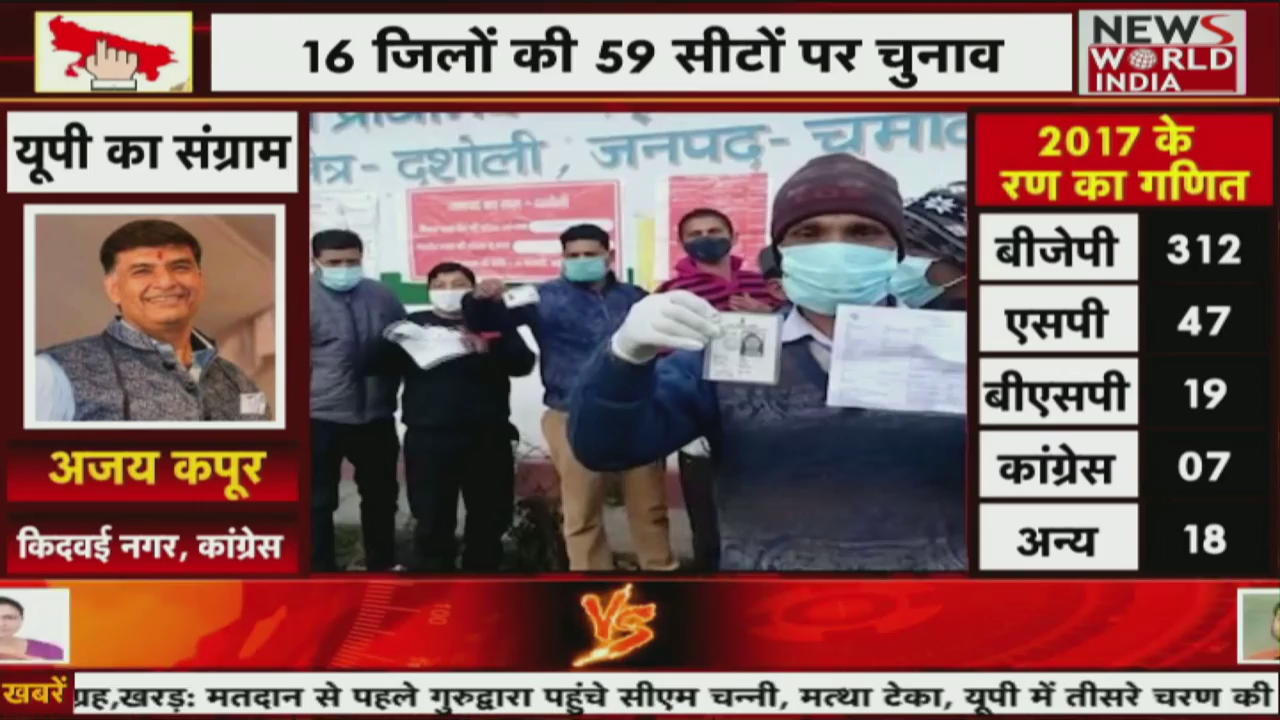 16 जिलों की 59 सीटों पर चुनाव
NEWS
WORLD
INDIA
यूपी का संग्राम
अजय कपूर
किदवई नगर, कांग्रेस
दशोली, जनपद-
2017 के
रण का गणित
बीजेपी 312
एसपी 47
बीएसपी 19
कांग्रेस 07
अन्य 18
VS
खबरें
ग्रह,खरड़: मतदान से पहले गुरुद्वारा पहुंचे सीएम चन्नी, मत्था टेका, यूपी में तीसरे चरण की